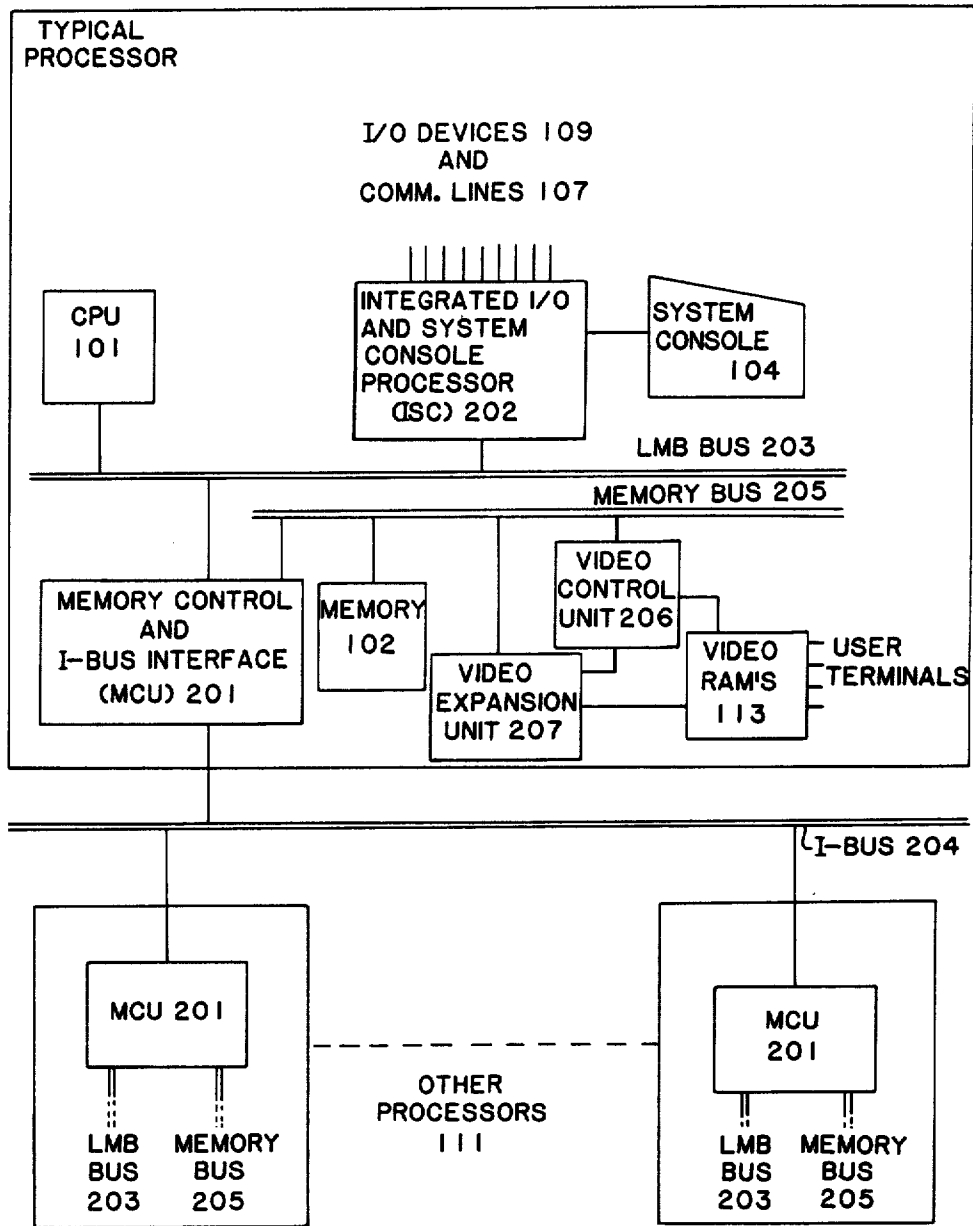 TYPICAL
PROCESSOR
I/O DEVICES 109
AND
COMM. LINES 107
CPU
101
INTEGRATED I/O
AND SYSTEM
CONSOLE
PROCESSOR
(ISC) 202
SYSTEM
CONSOLE
104
LMB BUS 203
MEMORY BUS 205
MEMORY CONTROL
AND
I-BUS INTERFACE
(MCU) 201
MEMORY
102
VIDEO
CONTROL
UNIT 206
VIDEO
EXPANSION
UNIT 207
VIDEO
RAM'S
113
USER
TERMINALS
I-BUS 204
MCU 201
LMB
BUS
203
MEMORY
BUS
205
OTHER
PROCESSORS
111
MCU
201
LMB
BUS
203
MEMORY
BUS
205